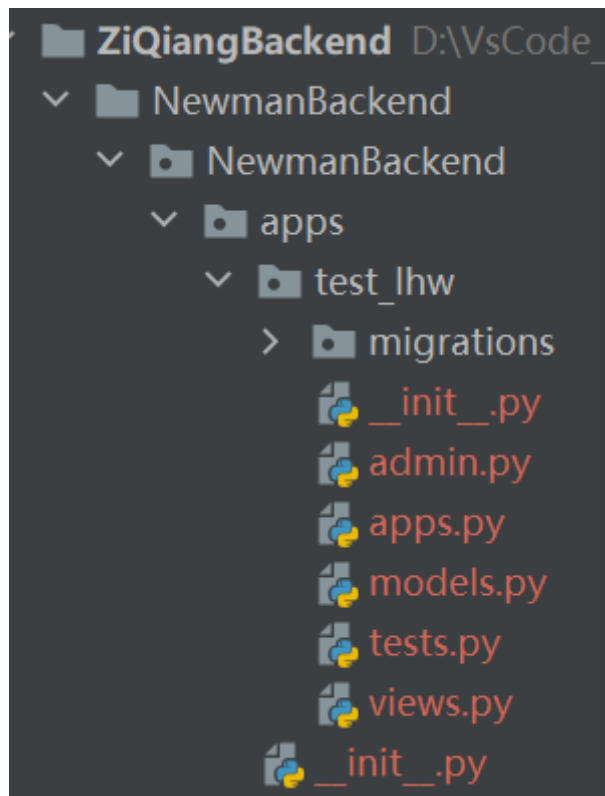 ZiQiangBackend D:\VsCode_
NewmanBackend
NewmanBackend
apps
test_lhw
migrations
__init__.py
admin.py
apps.py
models.py
tests.py
views.py
__init__.py